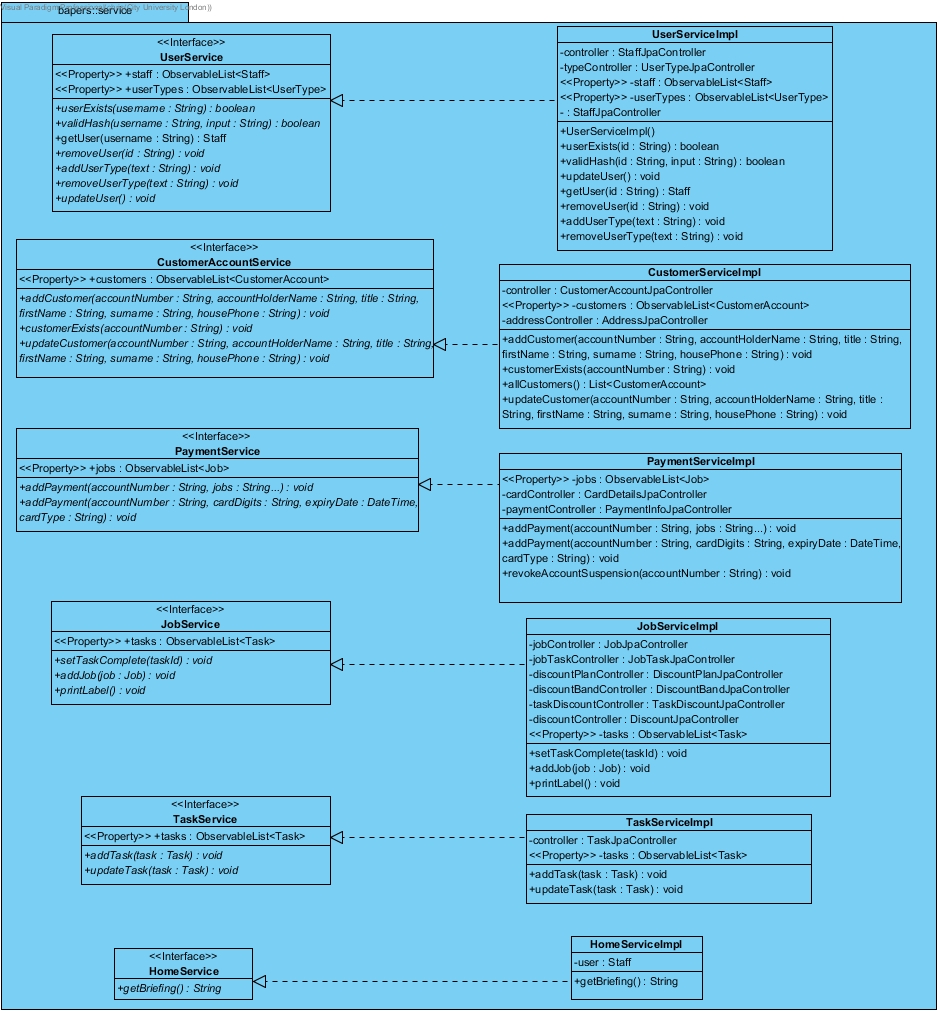 bapers::service
City University London)
<<Interface>>
UserService
<<Property>> +staff : ObservableList<Staff>
<<Property>> +userTypes : ObservableList<UserType>
+userExists(username : String) : boolean
+validHash(username : String, input : String) : boolean
+getUser(username : String) : Staff
+removeUser(id : String) : void
+addUserType(text : String) : void
+removeUserType(text : String) : void
+updateUser() : void
UserServiceImpl
-controller : StaffJpaController
-typeController : UserTypeJpaController
<<Property>> -staff : ObservableList<Staff>
<<Property>> -userTypes : ObservableList<UserType>
- : StaffJpaController
+UserServiceImpl()
+userExists(id : String) : boolean
+validHash(id : String, input : String) : boolean
+updateUser() : void
+getUser(id : String) : Staff
+removeUser(id : String) : void
+addUserType(text : String) : void
+removeUserType(text : String) : void
<<Interface>>
CustomerAccountService
<<Property>> +customers : ObservableList<CustomerAccount>
+addCustomer(accountNumber : String, accountHolderName : String, title : String,
firstName : String, surname : String, housePhone : String) : void
+customerExists(accountNumber : String) : void
+updateCustomer(accountNumber : String, accountHolderName : String, title : String,
firstName : String, surname : String, housePhone : String) : void
CustomerServiceImpl
-controller : CustomerAccountJpaController
<<Property>> -customers : ObservableList<CustomerAccount>
-addressController : AddressJpaController
+addCustomer(accountNumber : String, accountHolderName : String, title : String,
firstName : String, surname : String, housePhone : String) : void
+customerExists(accountNumber : String) : void
+allCustomers() : List<CustomerAccount>
+updateCustomer(accountNumber : String, accountHolderName : String, title :
String, firstName : String, surname : String, housePhone : String) : void
<<Interface>>
PaymentService
<<Property>> +jobs : ObservableList<Job>
+addPayment(accountNumber : String, jobs : String...) : void
+addPayment(accountNumber : String, cardDigits : String, expiryDate : DateTime,
cardType : String) : void
PaymentServiceImpl
<<Property>> -jobs : ObservableList<Job>
-cardController : CardDetailsJpaController
-paymentController : PaymentInfoJpaController
+addPayment(accountNumber : String, jobs : String...) : void
+addPayment(accountNumber : String, cardDigits : String, expiryDate : DateTime,
cardType : String) : void
+revokeAccountSuspension(accountNumber : String) : void
<<Interface>>
JobService
<<Property>> +tasks : ObservableList<Task>
+setTaskComplete(taskId) : void
+addJob(job : Job) : void
+printLabel() : void
JobServiceImpl
-jobController : JobJpaController
-jobTaskController : JobTaskJpaController
-discountPlanController : DiscountPlanJpaController
-discountBandController : DiscountBandJpaController
-taskDiscountController : TaskDiscountJpaController
-discountController : DiscountJpaController
<<Property>> -tasks : ObservableList<Task>
+setTaskComplete(taskId) : void
+addJob(job : Job) : void
+printLabel() : void
<<Interface>>
TaskService
<<Property>> +tasks : ObservableList<Task>
+addTask(task : Task) : void
+updateTask(task : Task) : void
TaskServiceImpl
-controller : TaskJpaController
<<Property>> -tasks : ObservableList<Task>
+addTask(task : Task) : void
+updateTask(task : Task) : void
<<Interface>>
HomeService
+getBriefing() : String
HomeServiceImpl
-user : Staff
+getBriefing() : String